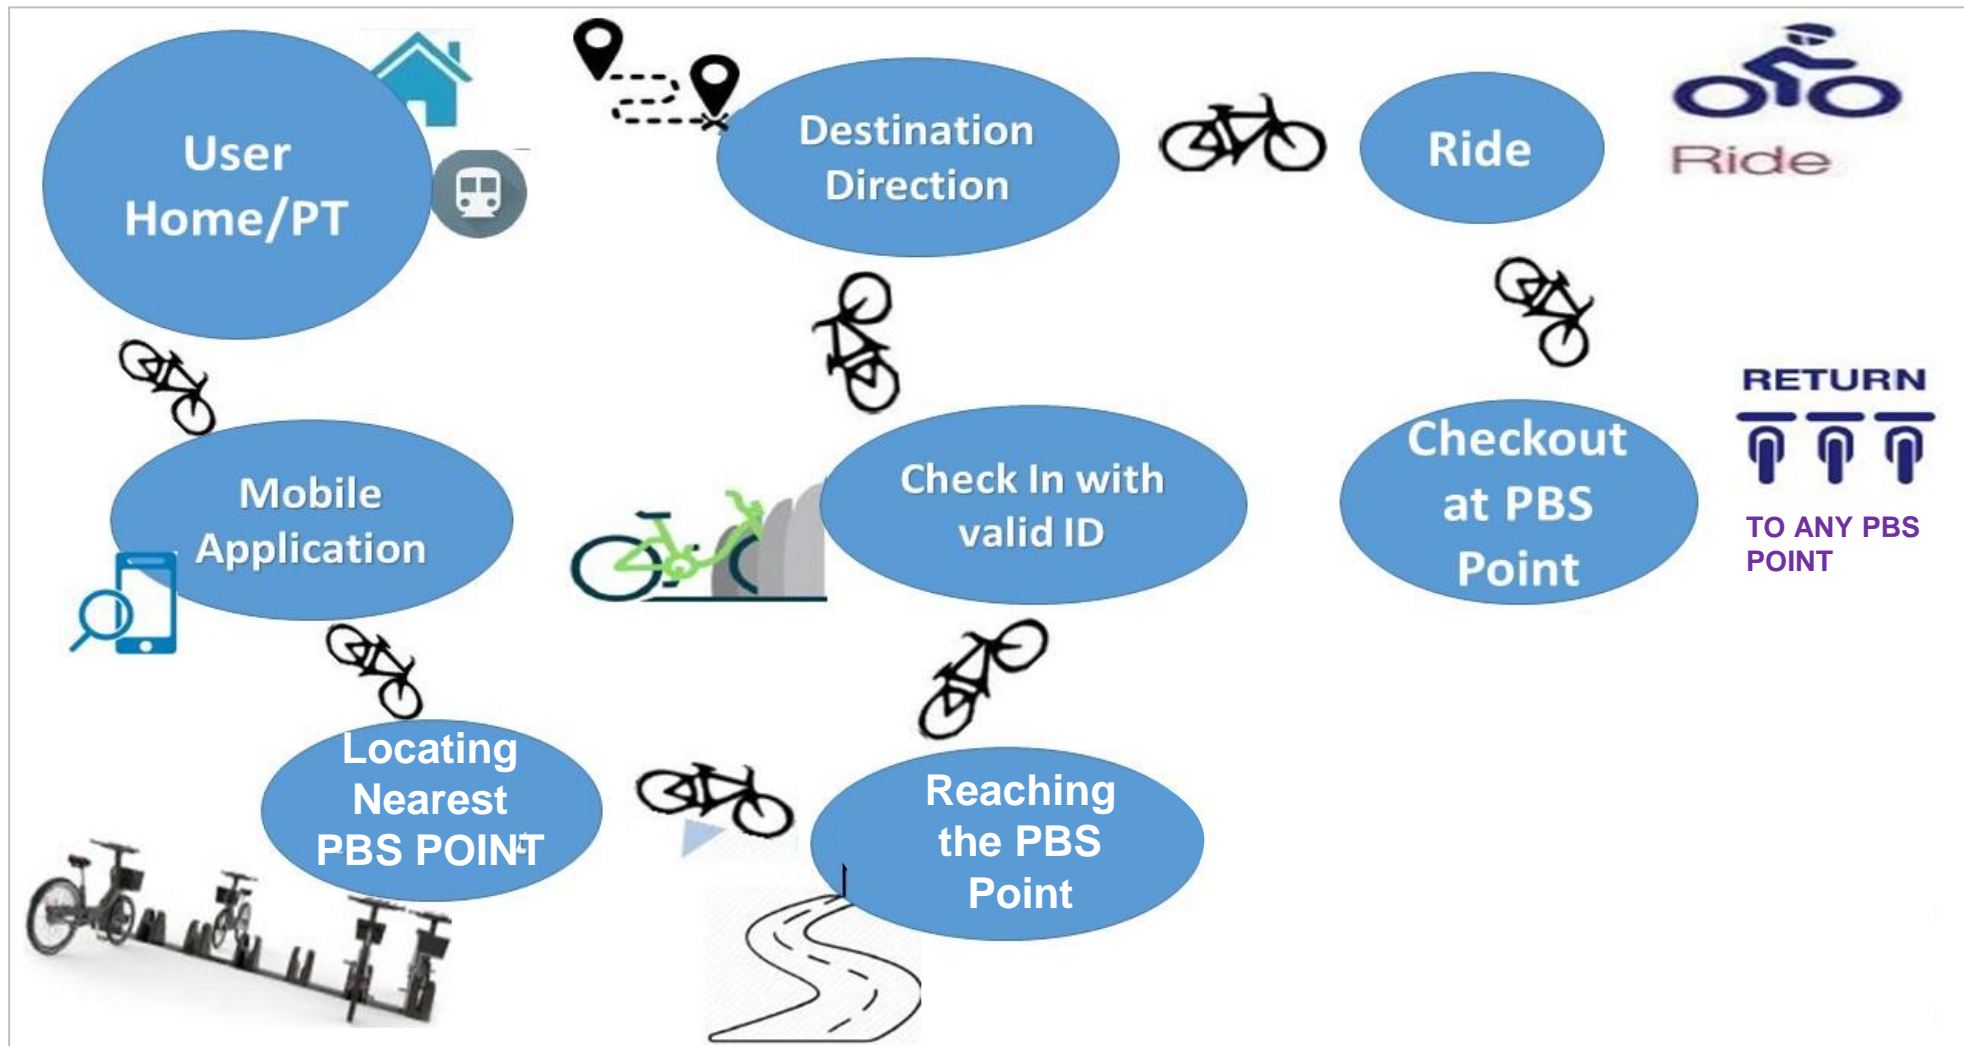 User
Home/PT
Mobile
Application
Locating
Nearest
PBS POINT
Reaching
the PBS
Point
Check In with
valid ID
Destination
Direction
Ride
Ride
Checkout
at PBS
Point
RETURN
TO ANY PBS
POINT